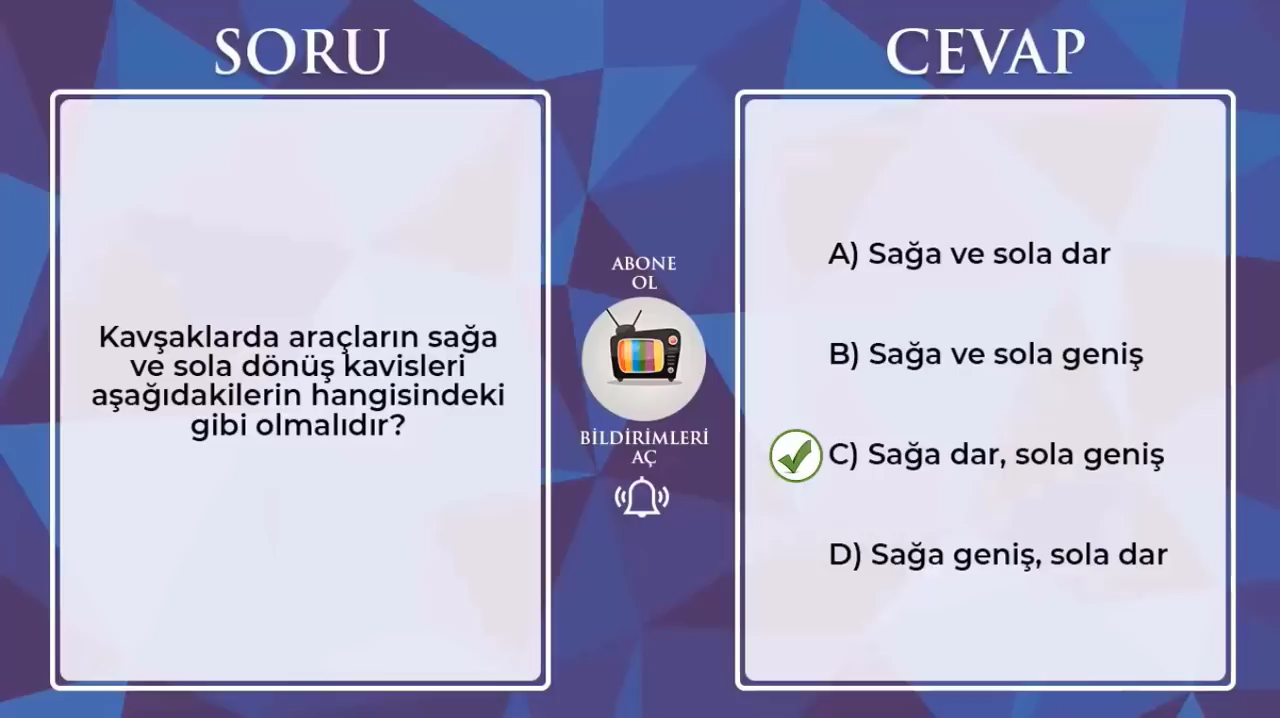 SORU
Kavşaklarda araçların sağa
ve sola dönüş kavisleri
aşağıdakilerin hangisindeki
gibi olmalıdır?
ABONE
OL
BİLDİRİMLERİ
AÇ
CEVAP
A) Sağa ve sola dar
B) Sağa ve sola geniş
C) Sağa dar, sola geniş
D) Sağa geniş, sola dar